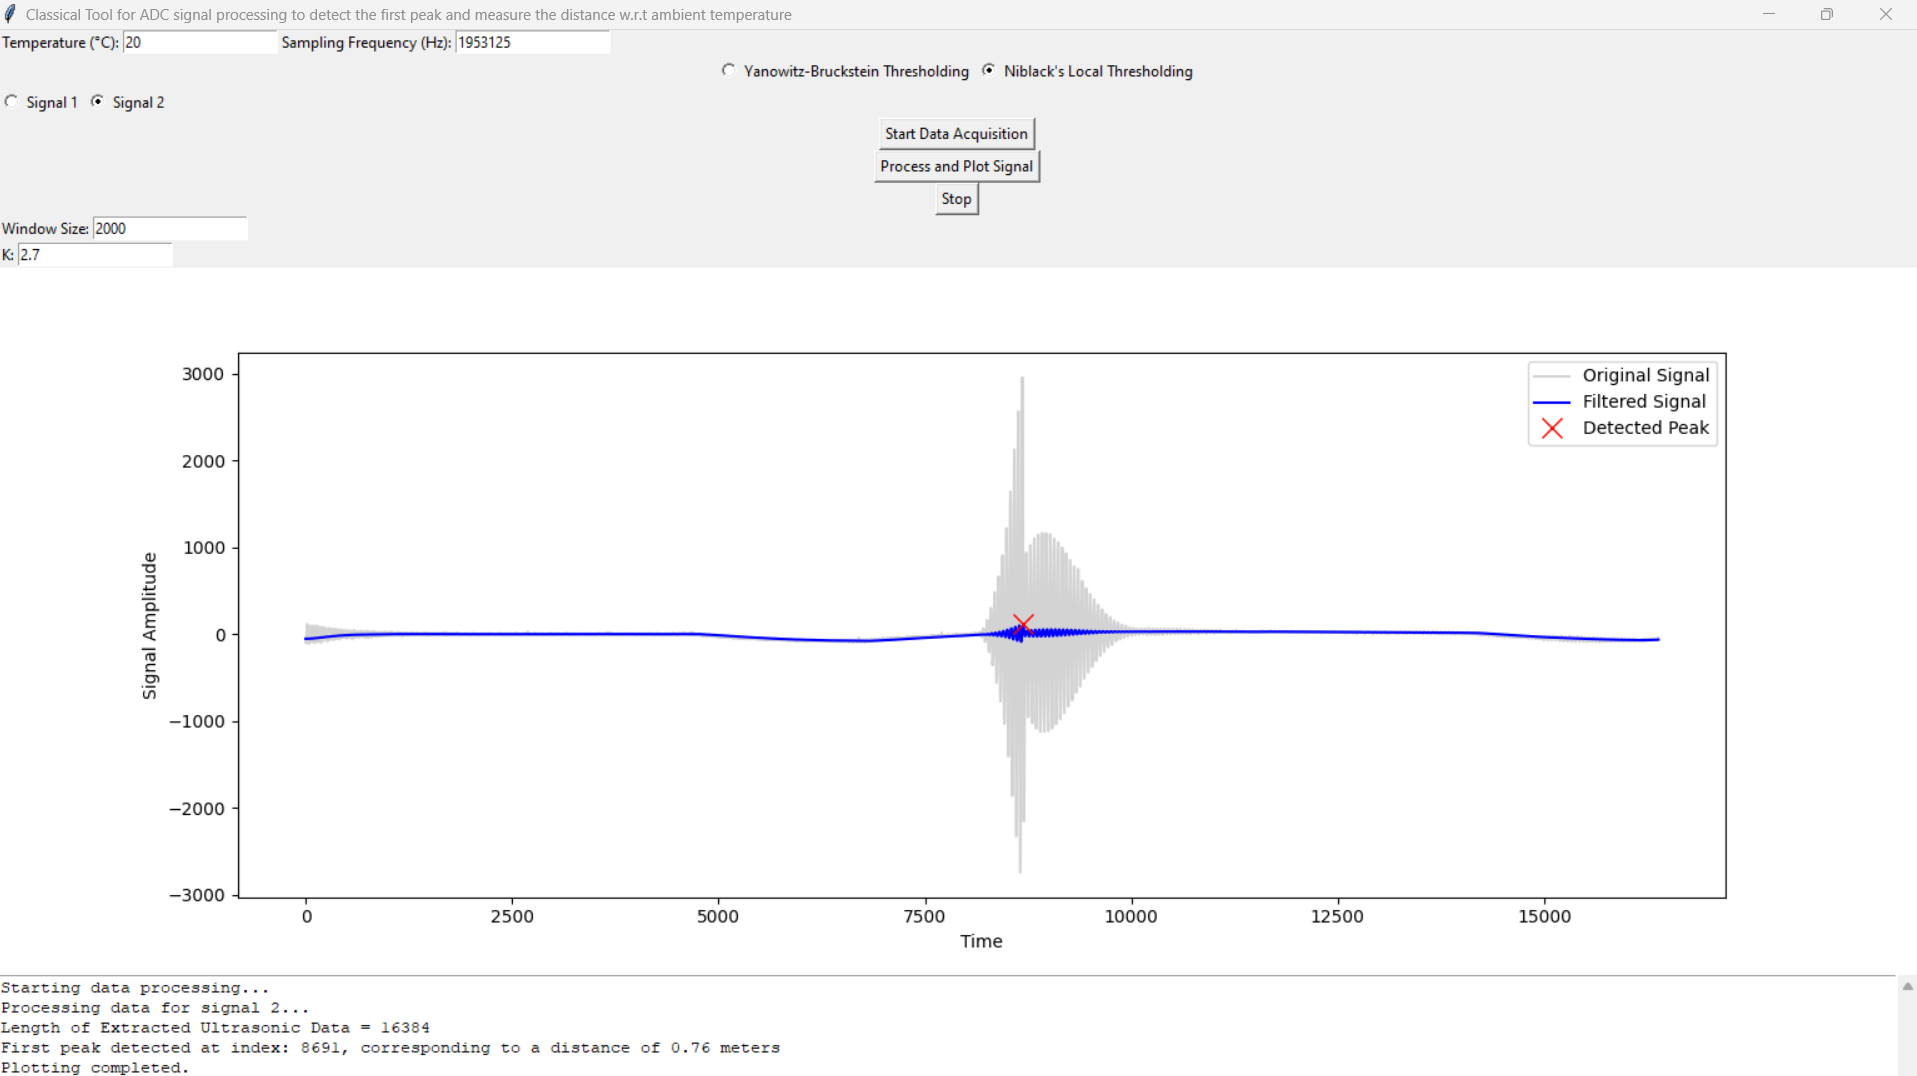 Classical Tool for ADC signal processing to detect the first peak and measure the distance w.r.t ambient temperature
Temperature (°C): 20 Sampling Frequency (Hz): 1953125
Yanowitz-Bruckstein Thresholding Niblack's Local Thresholding
Signal 1 Signal 2
Start Data Acquisition
Process and Plot Signal
Stop
Window Size: 2000
K: 2.7
Original Signal
Filtered Signal
Detected Peak
3000
2000
1000
0
−1000
−2000
−3000
Signal Amplitude
0 2500 5000 7500 10000 12500 15000
Time
Starting data processing...
Processing data for signal 2...
Length of Extracted Ultrasonic Data = 16384
First peak detected at index: 8691, corresponding to a distance of 0.76 meters
Plotting completed.